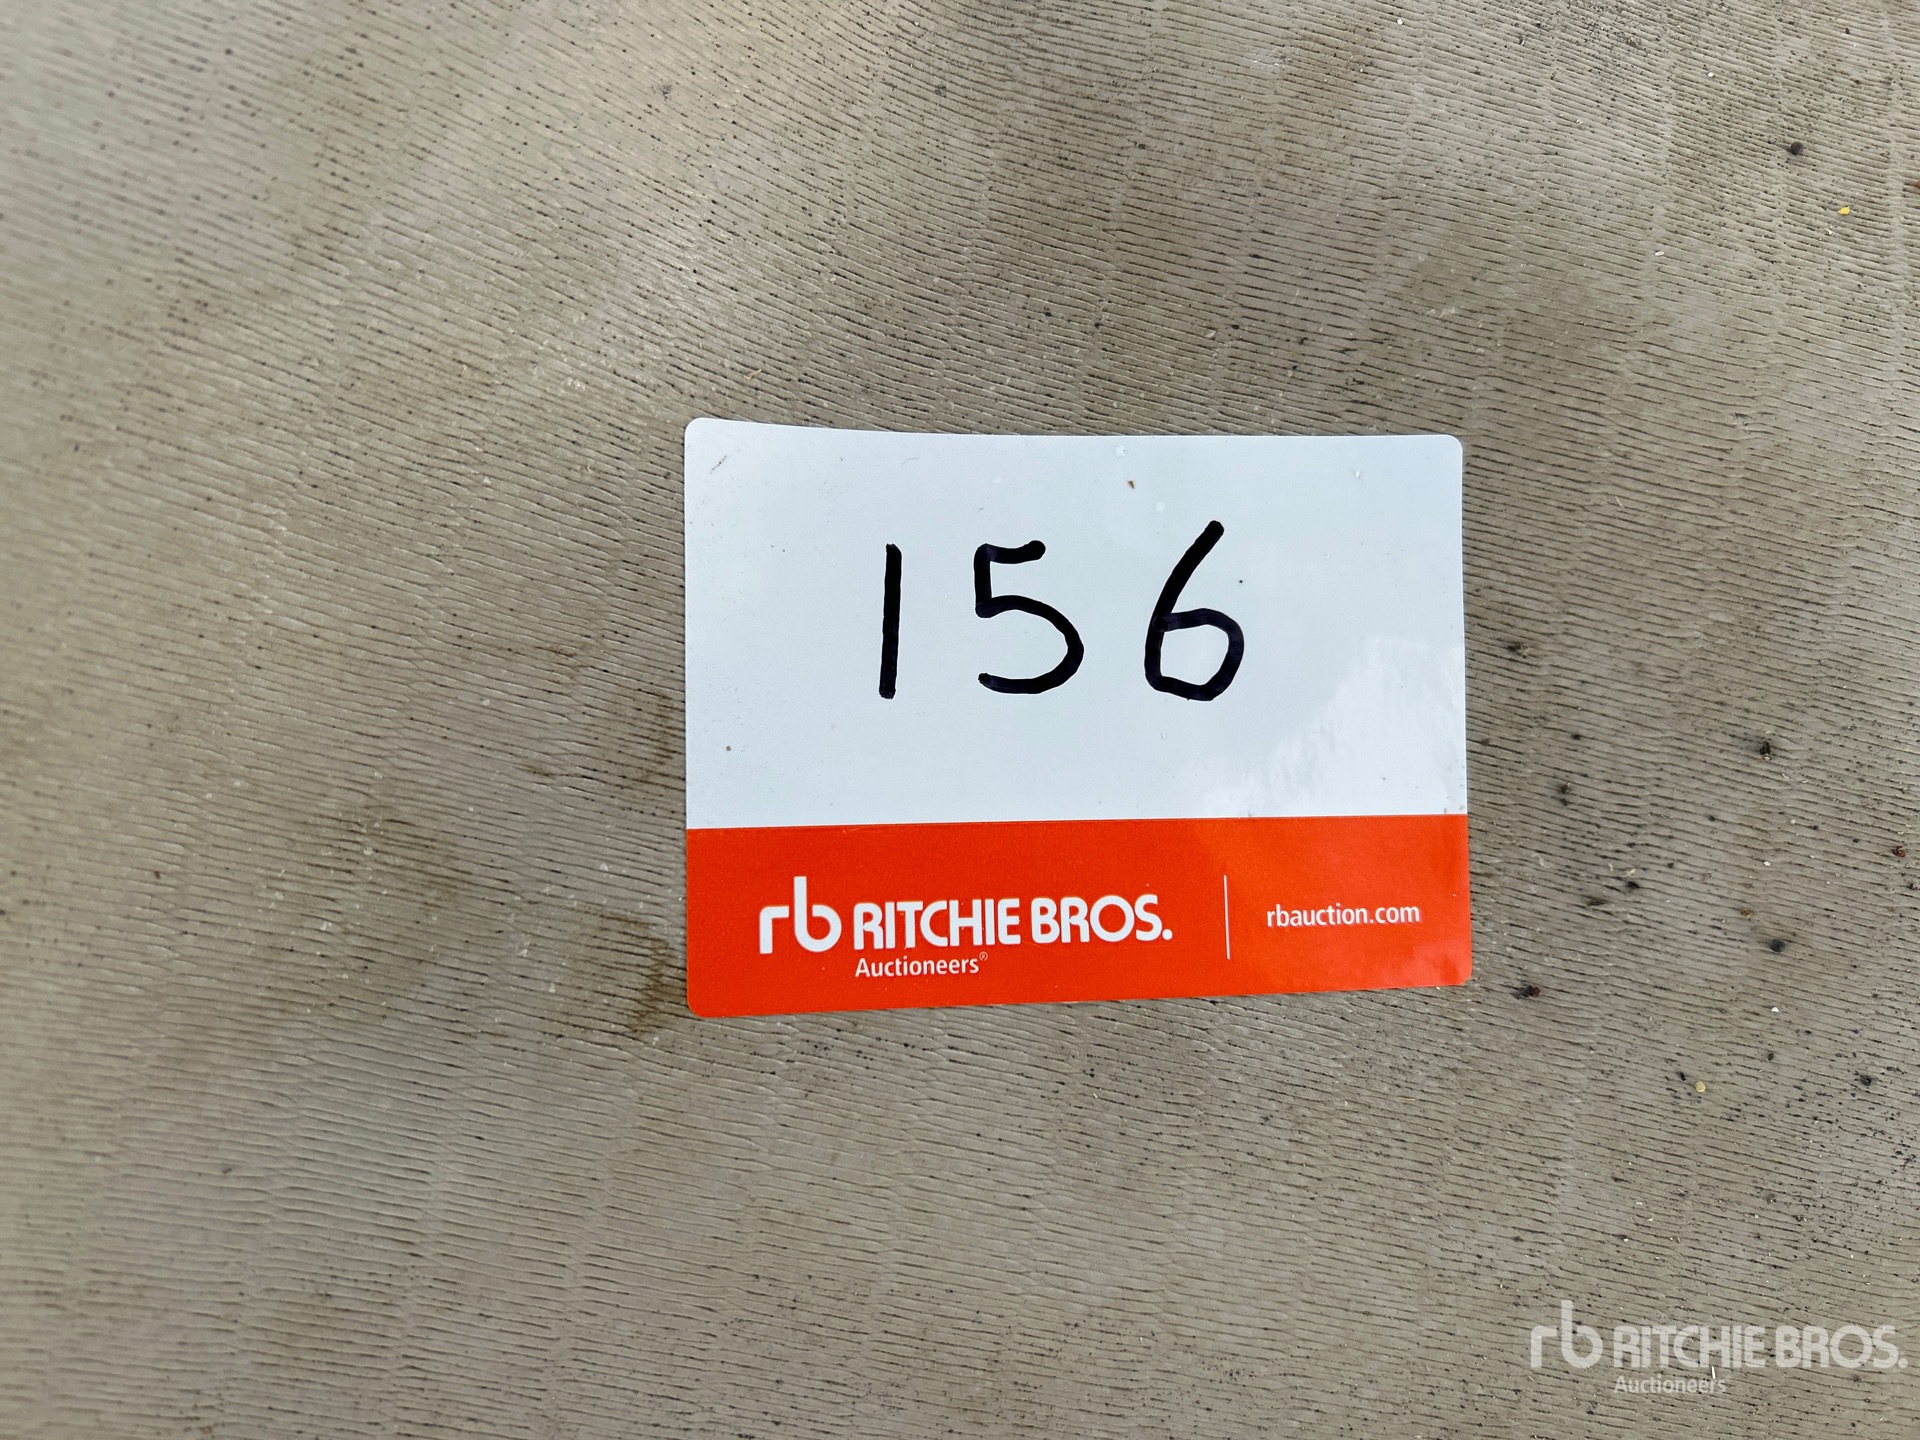 156
rb RITCHIE BROS.
Auctioneers®
rbauction.com
rb RITCHIE BROS.
Auctioneers